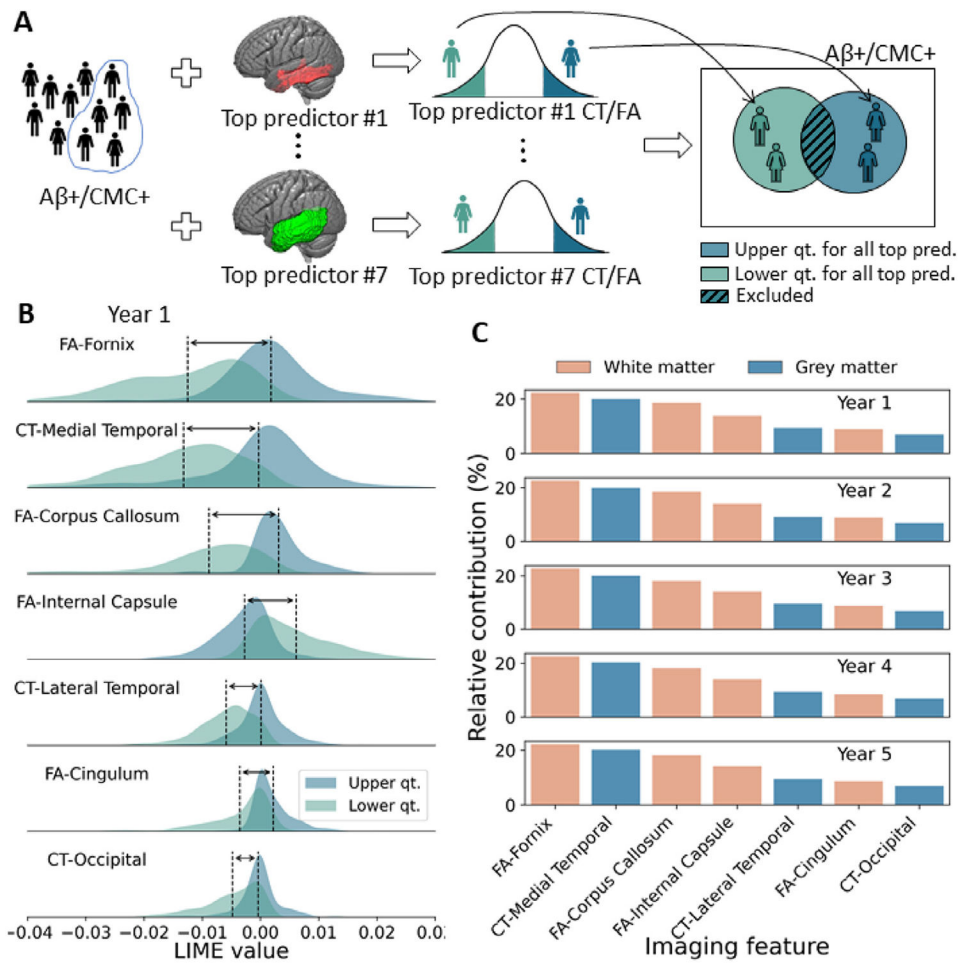 A
Aβ+/CMC+
Top predictor #1
Top predictor #1 CT/FA
Top predictor #7
Top predictor #7 CT/FA
Aβ+/CMC+
Upper qt. for all top pred.
Lower qt. for all top pred.
Excluded
B
Year 1
FA-Fornix
CT-Medial Temporal
FA-Corpus Callosum
FA-Internal Capsule
CT-Lateral Temporal
FA-Cingulum
Upper qt.
Lower qt.
CT-Occipital
−0.04 −0.03 −0.02 −0.01 0.00 0.01 0.02
LIME value
C
White matter Grey matter
Relative contribution (%)
20
0
Year 1
20
0
Year 2
20
0
Year 3
20
0
Year 4
20
0
Year 5
FA-Fornix
CT-Medial Temporal
FA-Corpus Callosum
FA-Internal Capsule
CT-Lateral Temporal
FA-Cingulum
CT-Occipital
Imaging feature